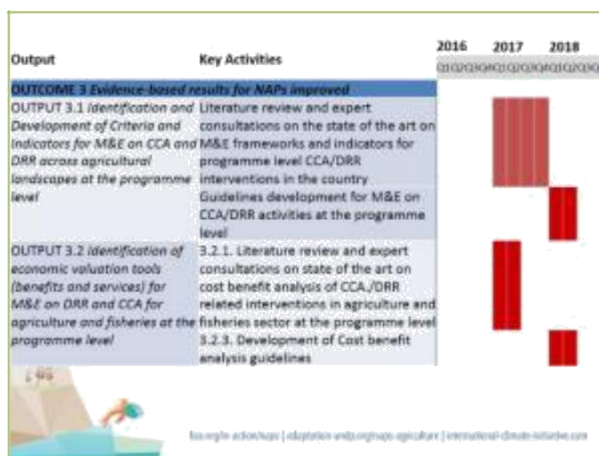 2016 2017 2018
Output Key Activities
OUTCOME 3 Evidence-based results for NAPs improved
OUTPUT 3.1 Identification and
Development of Criteria and
Indicators for M&E on CCA and
DRR across agricultural
landscapes at the programme
level
Literature review and expert
consultations on the state of the art on
M&E frameworks and indicators for
programme level CCA/DRR
interventions in the country
Guidelines development for M&E on
CCA/DRR activities at the programme
level
OUTPUT 3.2 identification of
economic valuation tools
(benefits and services) for
M&E on DRR and CCA for
agriculture and fisheries at the
programme level
3.2.1. Literature review and expert
consultations on state of the art on
cost benefit analysis of CCA./DRR
related interventions in agriculture and
fisheries sector at the programme level
3.2.3. Development of Cost benefit
analysis guidelines